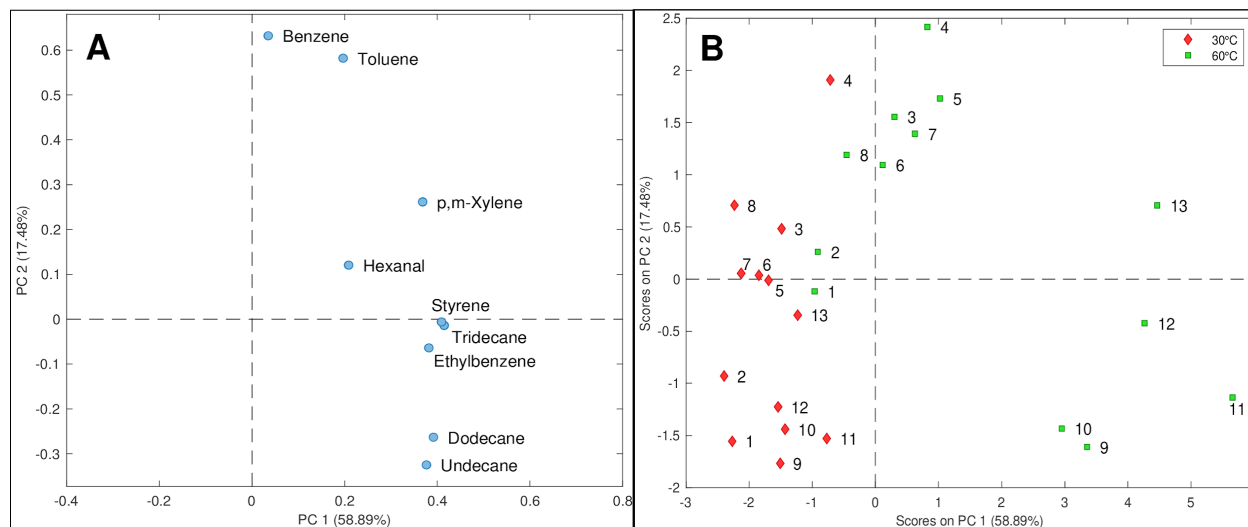 A
Benzene
Toluene
p,m-Xylene
Hexanal
Styrene
Tridecane
Ethylbenzene
Dodecane
Undecane
0.6
0.5
0.4
0.3
0.2
0.1
0
-0.1
-0.2
-0.3
PC 2 (17.48%)
-0.4 -0.2 0 0.2 0.4 0.6 0.8
PC 1 (58.89%)
B
30°C
60°C
2.5
2
1.5
1
0.5
0
-0.5
-1
-1.5
-2
Scores on PC 2 (17.48%)
4
4
5
3
7
8
6
8
13
3
2
7 6
5
1
13
12
2
12
10
11
1
9
11
10
9
-3 -2 -1 0 1 2 3 4 5
Scores on PC 1 (58.89%)